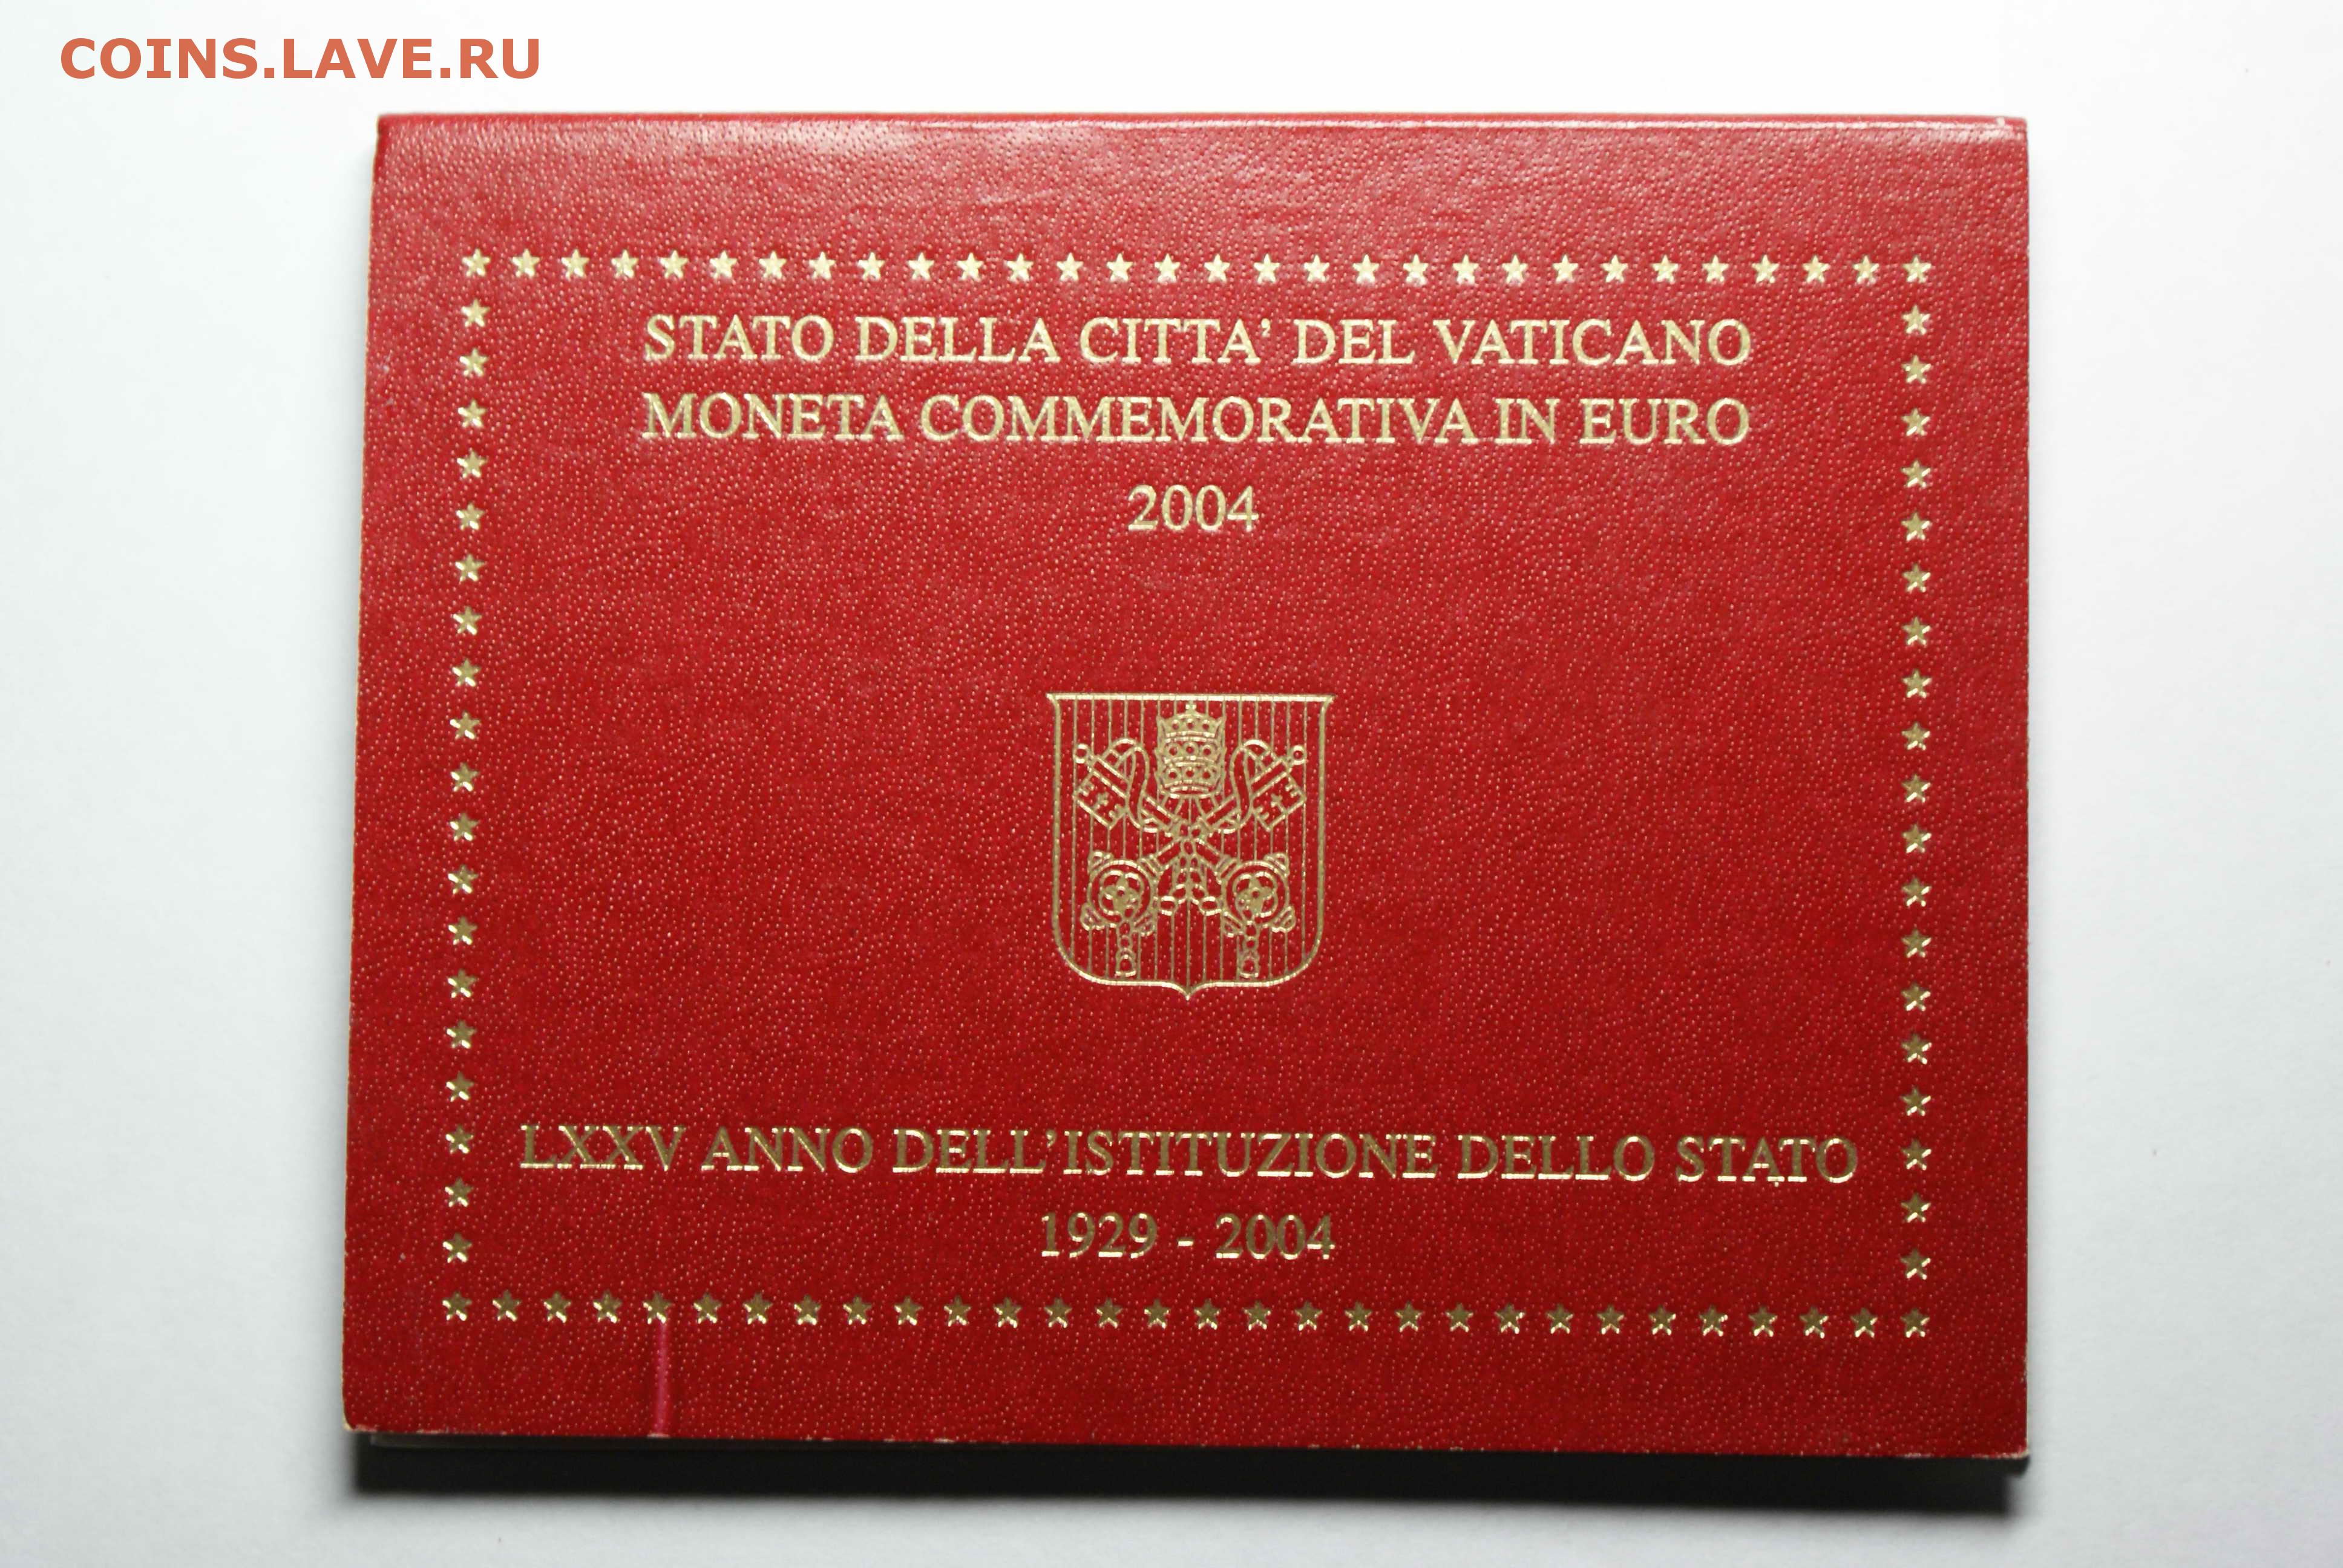 COINS.LAVE.RU
STATO DELLA CITTA' DEL VATICANO
MONETA COMMEMORATIVA IN EURO
2004
LXXV ANNO DELL'ISTITUZIONE DELLO STATO
1929 - 2004